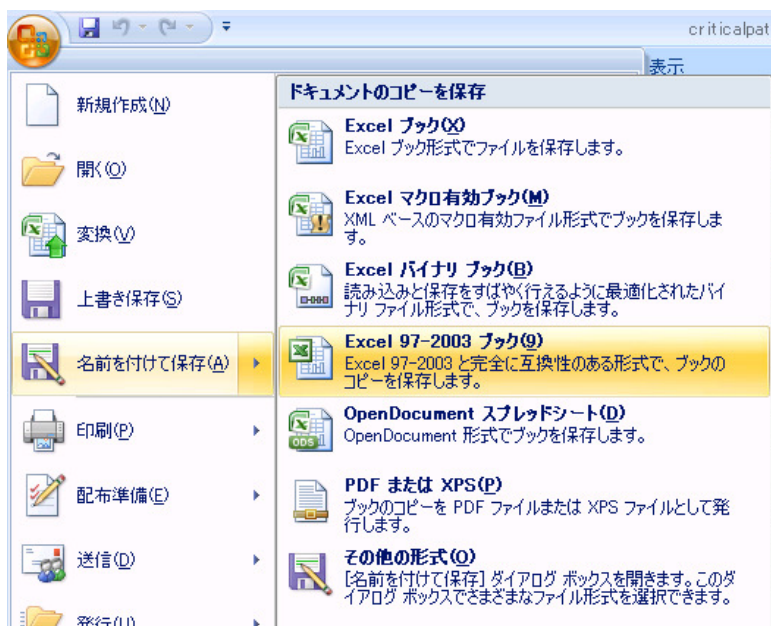 criticalpat
表示
新規作成(N)
開く(O)
変換(V)
上書き保存(S)
名前を付けて保存(A)
印刷(P)
配布準備(E)
送信(D)
発行(U)
ドキュメントのコピーを保存
Excel ブック(X)
Excel ブック形式でファイルを保存します。
Excel マクロ有効ブック(M)
XML ベースのマクロ有効ファイル形式でブックを保存しま
す。
Excel バイナリ ブック(B)
読み込みと保存をすばやく行えるように最適化されたバイ
ナリ ファイル形式で、ブックを保存します。
Excel 97-2003 ブック(9)
Excel 97-2003 と完全に互換性のある形式で、ブックの
コピーを保存します。
OpenDocument スプレッドシート(D)
OpenDocument 形式でブックを保存します。
ODS
PDF または XPS(P)
ブックのコピーを PDF ファイルまたは XPS ファイルとして発
行します。
その他の形式(O)
[名前を付けて保存] ダイアログ ボックスを開きます。このダ
イアログ ボックスでさまざまなファイル形式を選択できます。